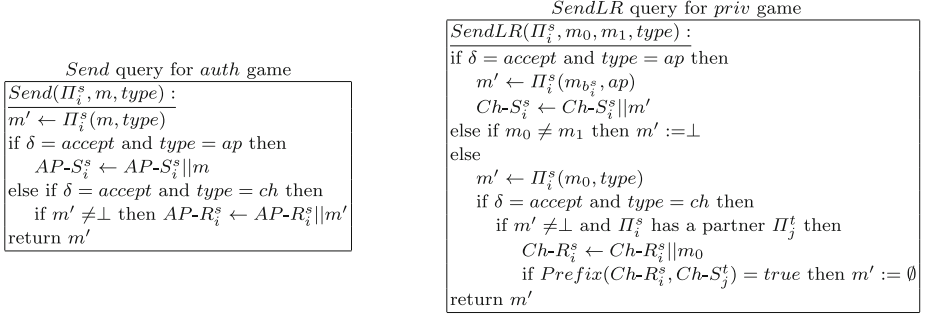 Send query for auth game
Send(Π_i^s, m, type) :
m′ ← Π_i^s(m, type)
if δ = accept and type = ap then
AP-S_i^s ← AP-S_i^s||m
else if δ = accept and type = ch then
if m′ ≠⊥ then AP-R_i^s ← AP-R_i^s||m′
return m′
SendLR query for priv game
SendLR(Π_i^s, m_0, m_1, type) :
if δ = accept and type = ap then
m′ ← Π_i^s(m_{b_i^s}, ap)
Ch-S_i^s ← Ch-S_i^s||m′
else if m_0 ≠ m_1 then m′ :=⊥
else
m′ ← Π_i^s(m_0, type)
if δ = accept and type = ch then
if m′ ≠⊥ and Π_i^s has a partner Π_j^t then
Ch-R_i^s ← Ch-R_i^s||m_0
if Prefix(Ch-R_i^s, Ch-S_j^t) = true then m′ := ∅
return m′